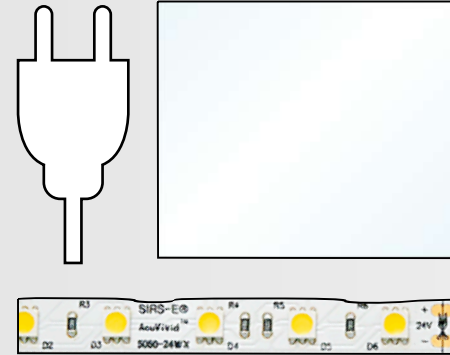 R3 SIRS-E® R4 R5 R6 +
AcuVivid™ 24V
D2 D3 5050-24WX D4 D5 D6 -